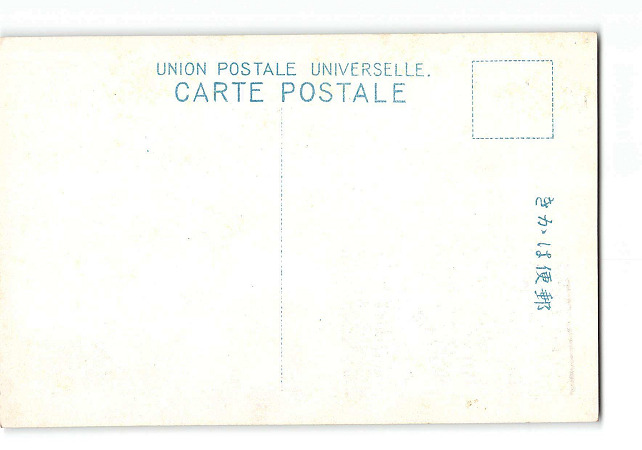 UNION POSTALE UNIVERSELLE.
CARTE POSTALE
きかは便郵